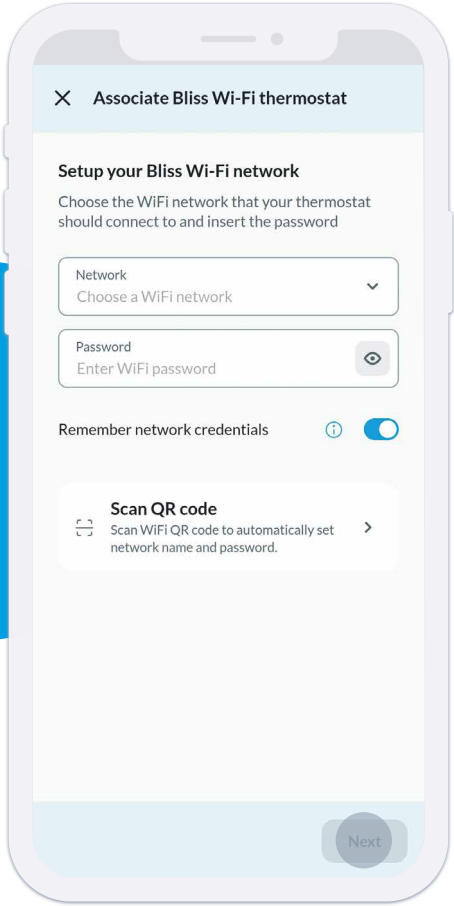 Associate Bliss Wi-Fi thermostat
Setup your Bliss Wi-Fi network
Choose the WiFi network that your thermostat
should connect to and insert the password
Network
Choose a WiFi network
Password
Enter WiFi password
Remember network credentials
Scan QR code
Scan WiFi QR code to automatically set
network name and password.
Next